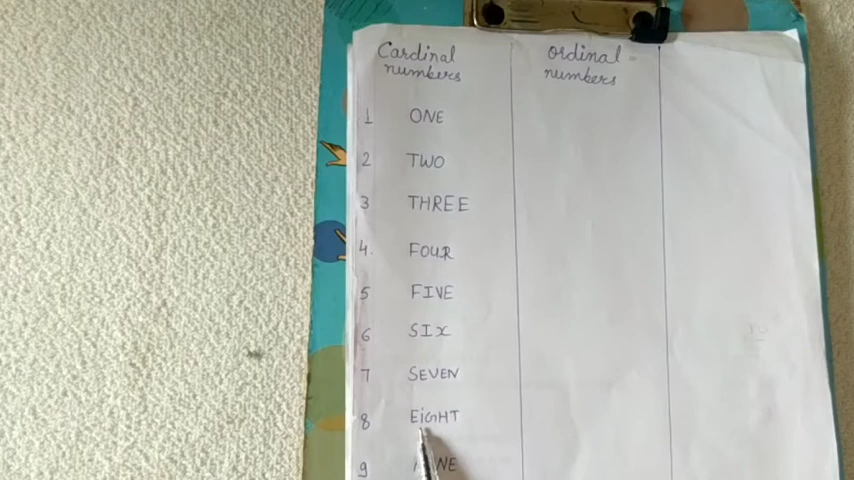 Cardinal numbers
ordinal numbers
1 ONE
2 TWO
3 THREE
4. FOUR
5 FIVE
6 SIX
7 SEVEN
8 EiGHT
9